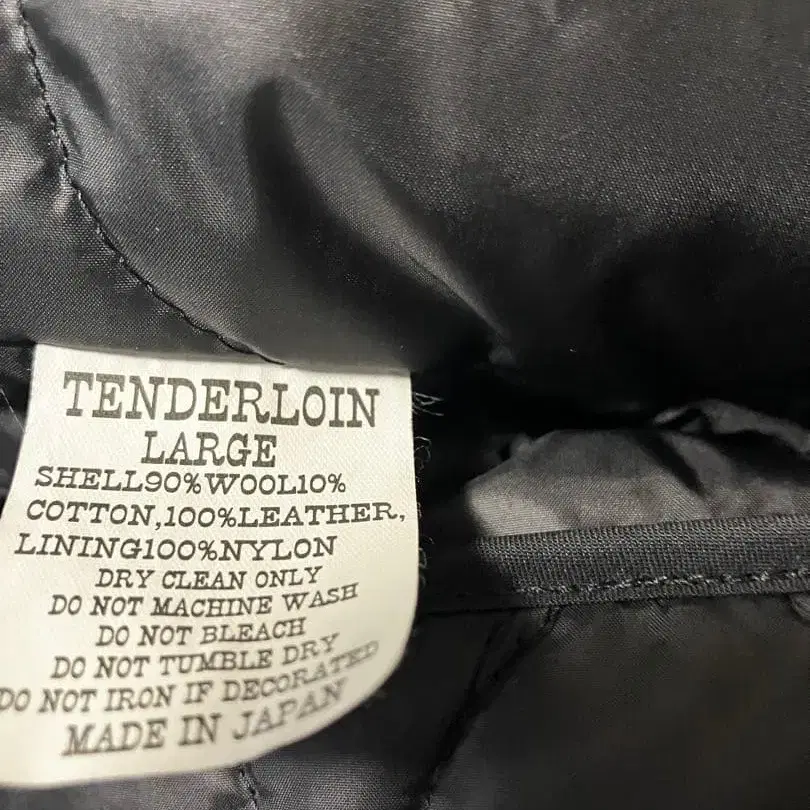 TENDERLOIN
LARGE
SHELL90%WOOL10%
COTTON,100%LEATHER,
LINING100%NYLON
DRY CLEAN ONLY
DO NOT MACHINE WASH
DO NOT BLEACH
DO NOT TUMBLE DRY
DO NOT IRON IF DECORATED
MADE IN JAPAN